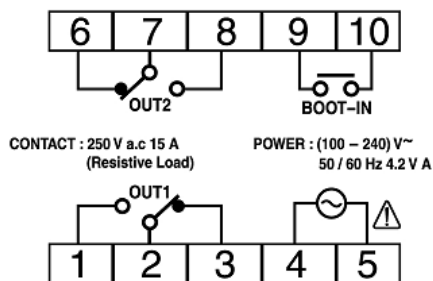 6 7 8 9 10
OUT2
BOOT-IN
CONTACT : 250 V a.c 15 A
(Resistive Load)
POWER : (100 - 240) V~
50 / 60 Hz 4.2 V A
OUT1
1 2 3 4 5